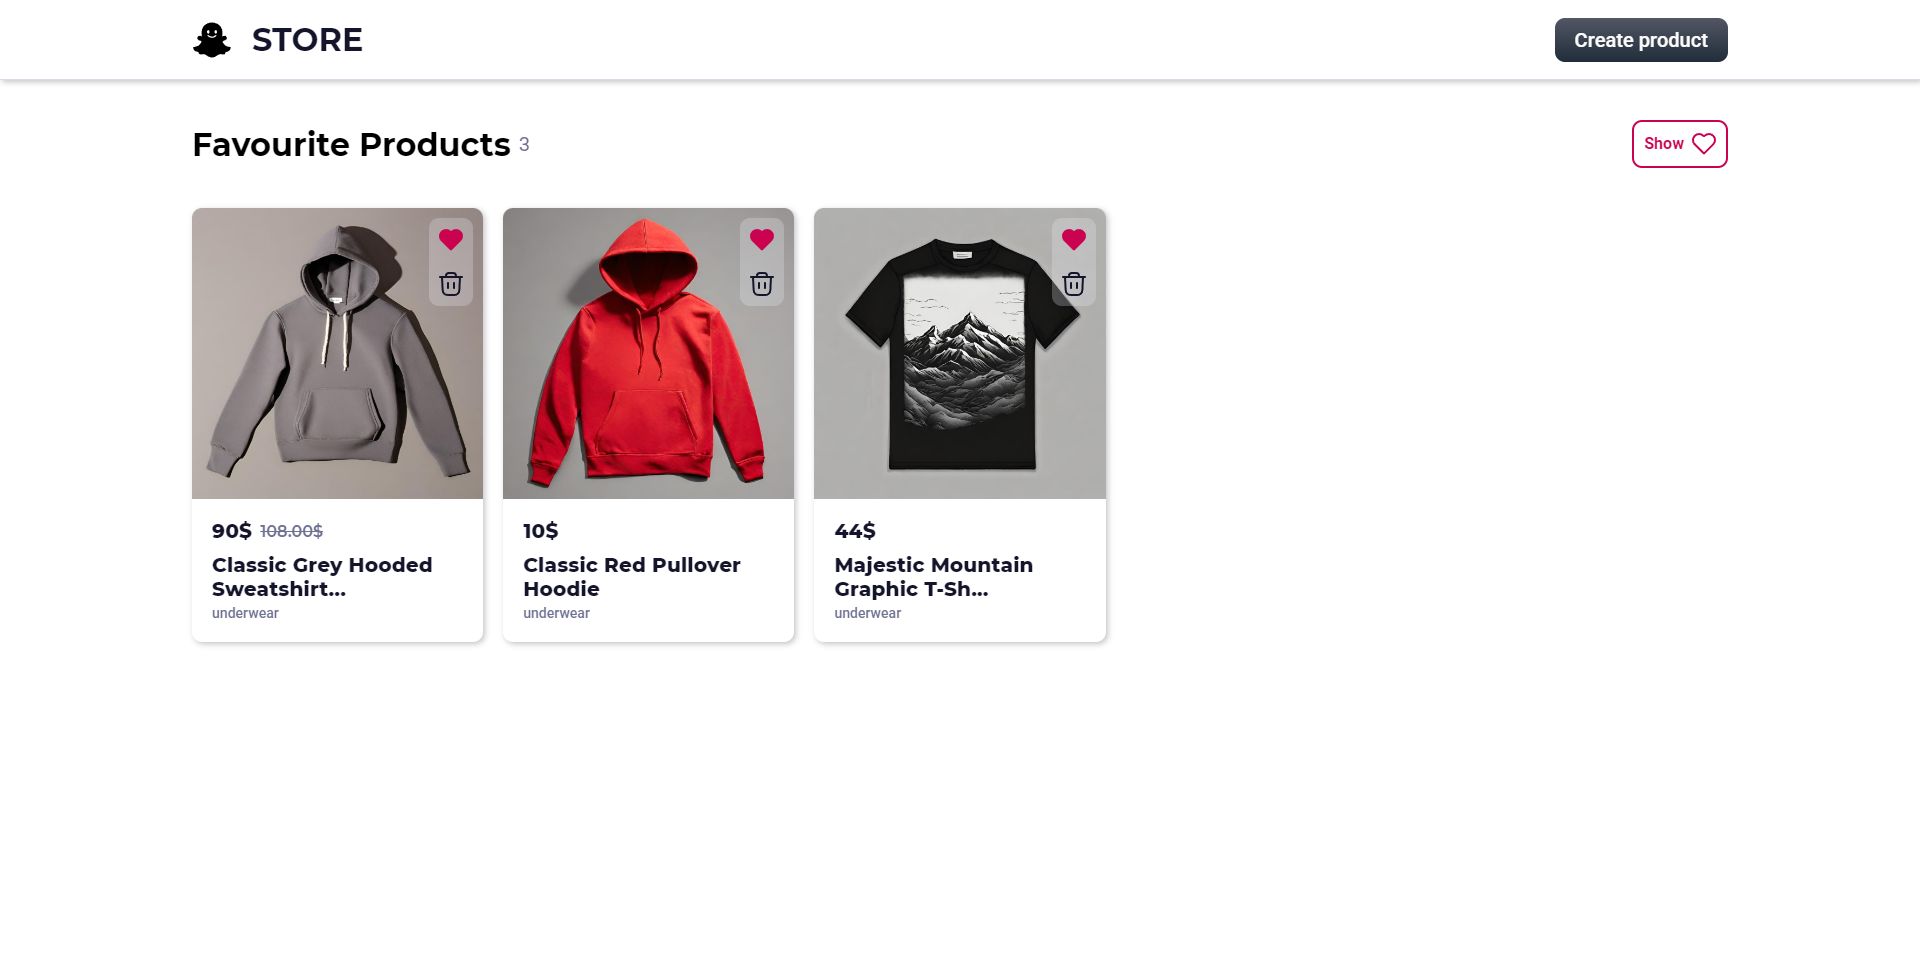 STORE
Create product
Favourite Products 3
Show
90$ 108.00$
Classic Grey Hooded
Sweatshirt...
underwear
10$
Classic Red Pullover
Hoodie
underwear
44$
Majestic Mountain
Graphic T-Sh...
underwear